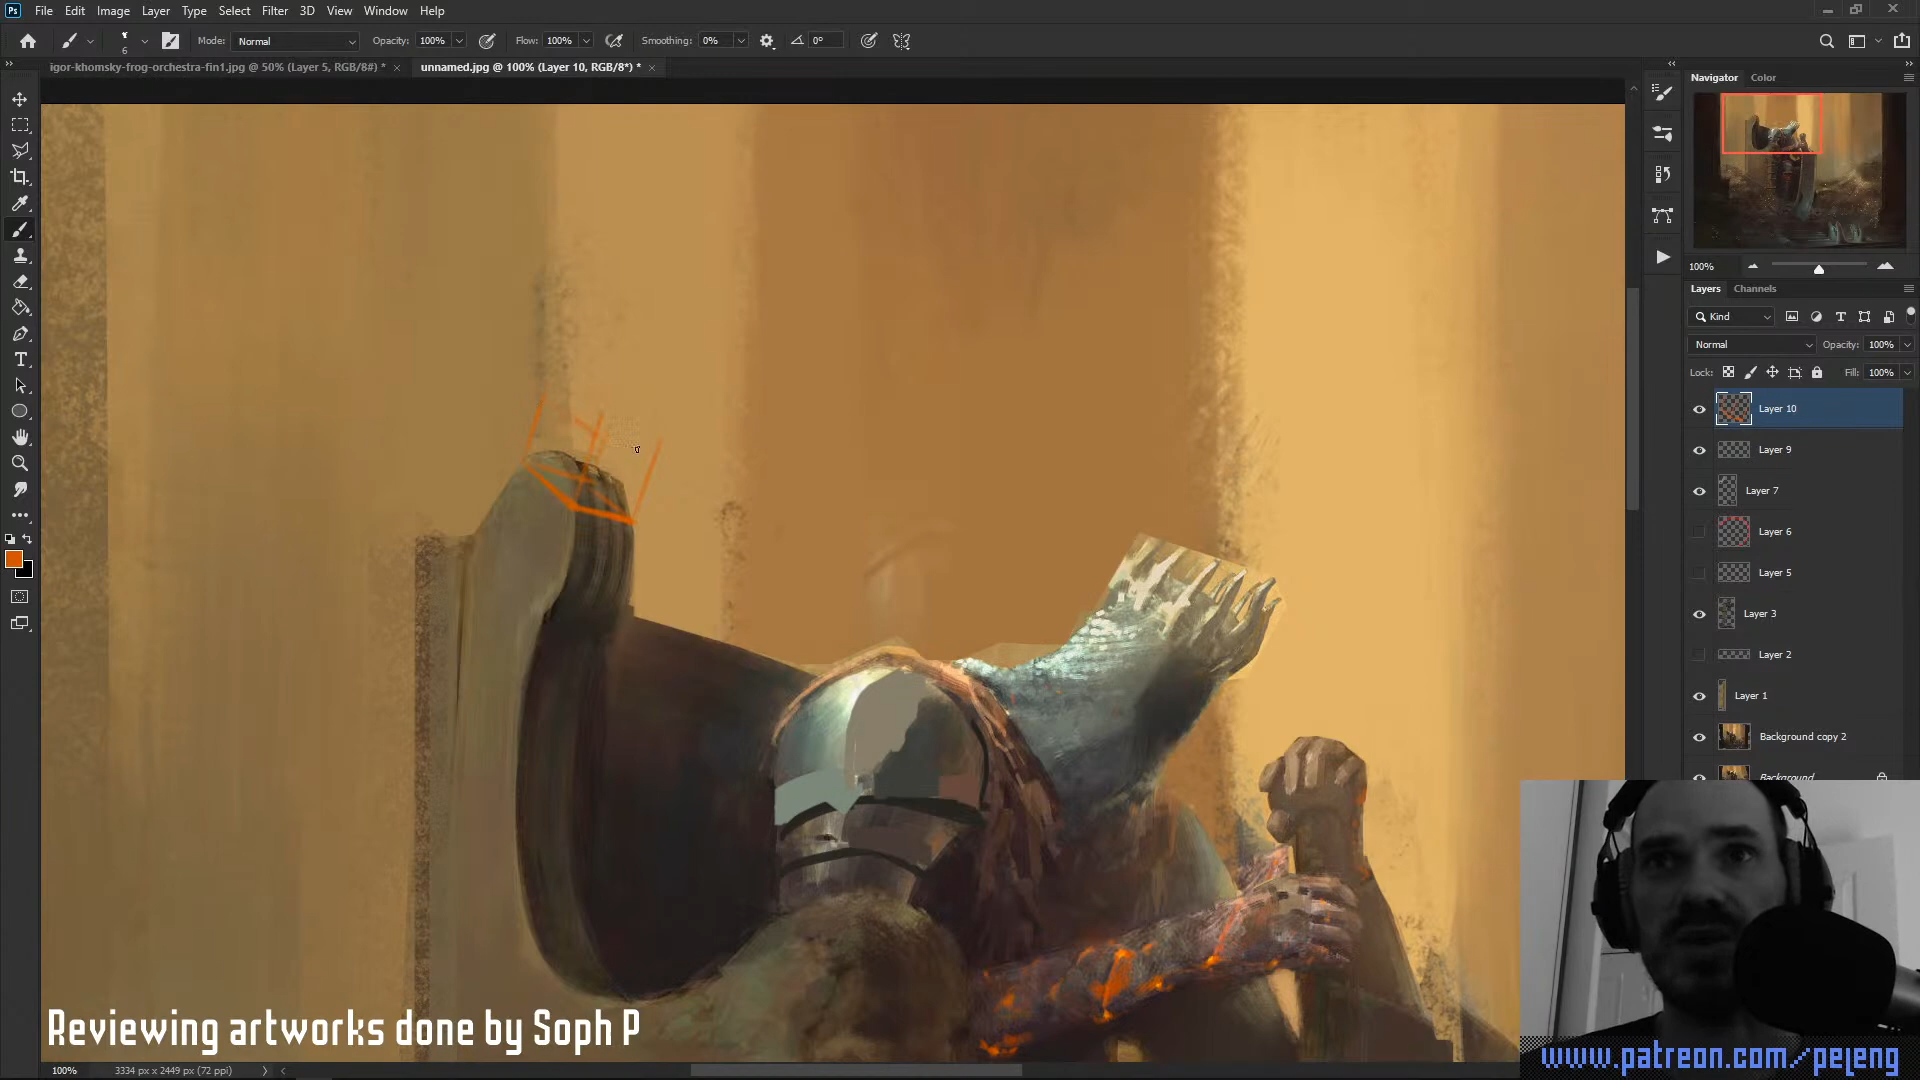 Ps File Edit Image Layer Type Select Filter 3D View Window Help
6 Mode: Normal Opacity: 100% Flow: 100% Smoothing: 0% 0°
igor-khomsky-frog-orchestra-fin1.jpg @ 50% (Layer 5, RGB/8#) * × unnamed.jpg @ 100% (Layer 10, RGB/8*) * ×
Navigator Color
100%
Layers Channels
Kind
Normal Opacity: 100%
Lock: Fill: 100%
Layer 10
Layer 9
Layer 7
Layer 6
Layer 5
Layer 3
Layer 2
Layer 1
Background copy 2
Background
Reviewing artworks done by Soph P
www.patreon.com/peleng
100% 3334 px x 2449 px (72 ppi)